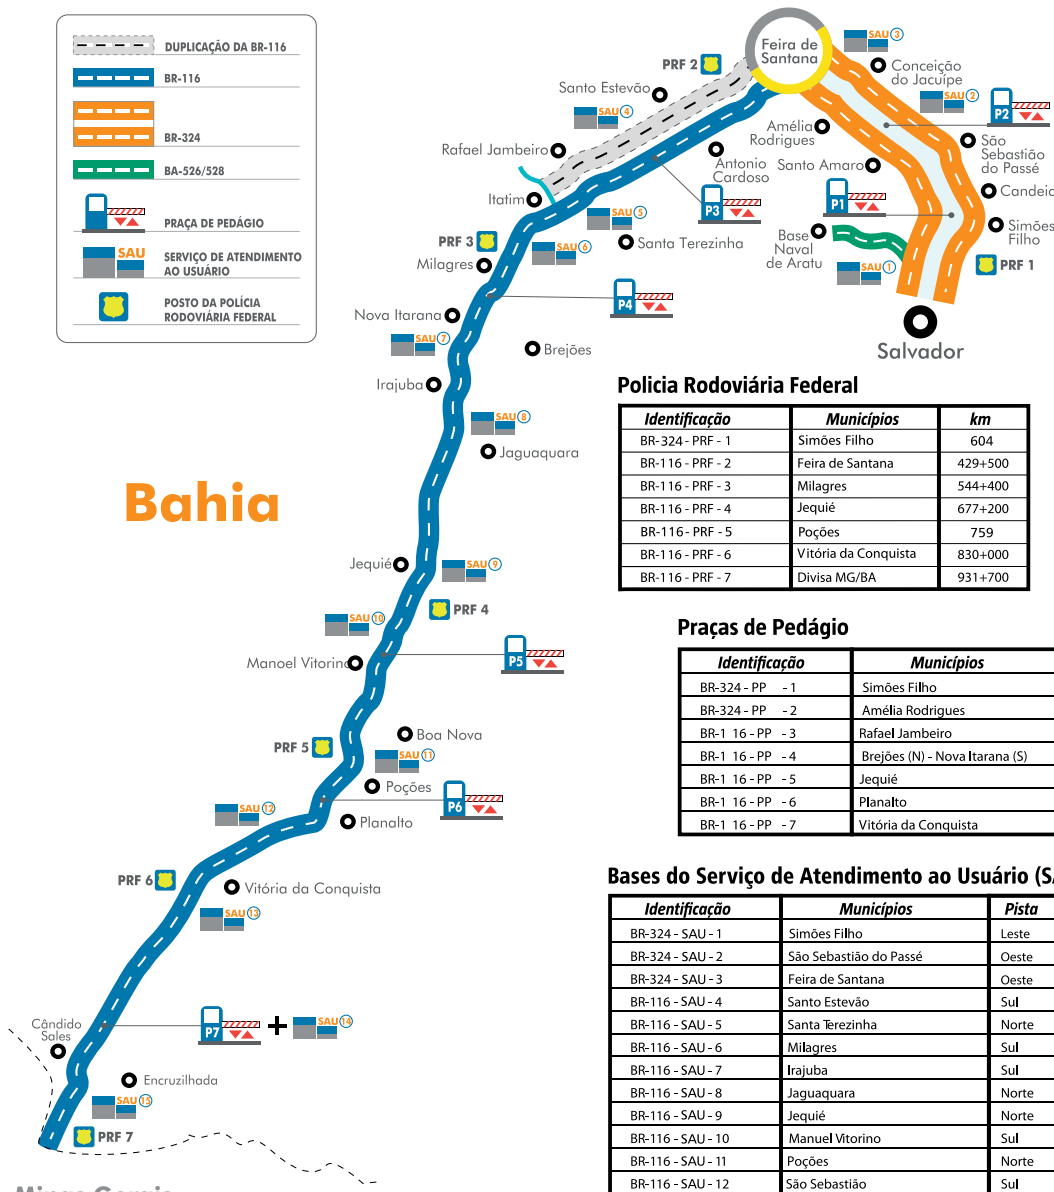 DUPLICAÇÃO DA BR-116
BR-116
BR-324
BA-526/528
PRAÇA DE PEDÁGIO
SAU
SERVIÇO DE ATENDIMENTO
AO USUÁRIO
POSTO DA POLÍCIA
RODOVIÁRIA FEDERAL
Feira de
Santana
SAU 3
PRF 2
Conceição
do Jacuípe
Santo Estevão
SAU 4
SAU 2
P2
Amélia
Rodrigues
São
Sebastião
do Passé
Rafael Jambeiro
Antonio
Cardoso
Santo Amaro
Candeia
Itatim
P3
P1
SAU 5
Simões
Filho
PRF 3
SAU 6
Santa Terezinha
Base
Naval
de Aratu
Milagres
SAU 1
PRF 1
P4
Nova Itarana
SAU 7
Brejões
Salvador
Irajuba
SAU 8
Jaguaquara
Bahia
Jequié
SAU 9
PRF 4
SAU 10
Manoel Vitorino
P5
Boa Nova
PRF 5
SAU 11
Poções
P6
SAU 12
Planalto
PRF 6
Vitória da Conquista
SAU 13
Cândido
Sales
P7 + SAU 14
Encruzilhada
SAU 15
PRF 7
Minas Gerais
Policia Rodoviária Federal
Identificação Municípios km
BR-324 - PRF - 1 Simões Filho 604
BR-116 - PRF - 2 Feira de Santana 429+500
BR-116 - PRF - 3 Milagres 544+400
BR-116 - PRF - 4 Jequié 677+200
BR-116 - PRF - 5 Poções 759
BR-116 - PRF - 6 Vitória da Conquista 830+000
BR-116 - PRF - 7 Divisa MG/BA 931+700
Praças de Pedágio
Identificação Municípios
BR-324 - PP - 1 Simões Filho
BR-324 - PP - 2 Amélia Rodrigues
BR-1 16 - PP - 3 Rafael Jambeiro
BR-1 16 - PP - 4 Brejões (N) - Nova Itarana (S)
BR-1 16 - PP - 5 Jequié
BR-1 16 - PP - 6 Planalto
BR-1 16 - PP - 7 Vitória da Conquista
Bases do Serviço de Atendimento ao Usuário (SA
Identificação Municípios Pista
BR-324 - SAU - 1 Simões Filho Leste
BR-324 - SAU - 2 São Sebastião do Passé Oeste
BR-324 - SAU - 3 Feira de Santana Oeste
BR-116 - SAU - 4 Santo Estevão Sul
BR-116 - SAU - 5 Santa Terezinha Norte
BR-116 - SAU - 6 Milagres Sul
BR-116 - SAU - 7 Irajuba Sul
BR-116 - SAU - 8 Jaguaquara Norte
BR-116 - SAU - 9 Jequié Norte
BR-116 - SAU - 10 Manuel Vitorino Sul
BR-116 - SAU - 11 Poções Norte
BR-116 - SAU - 12 São Sebastião Sul